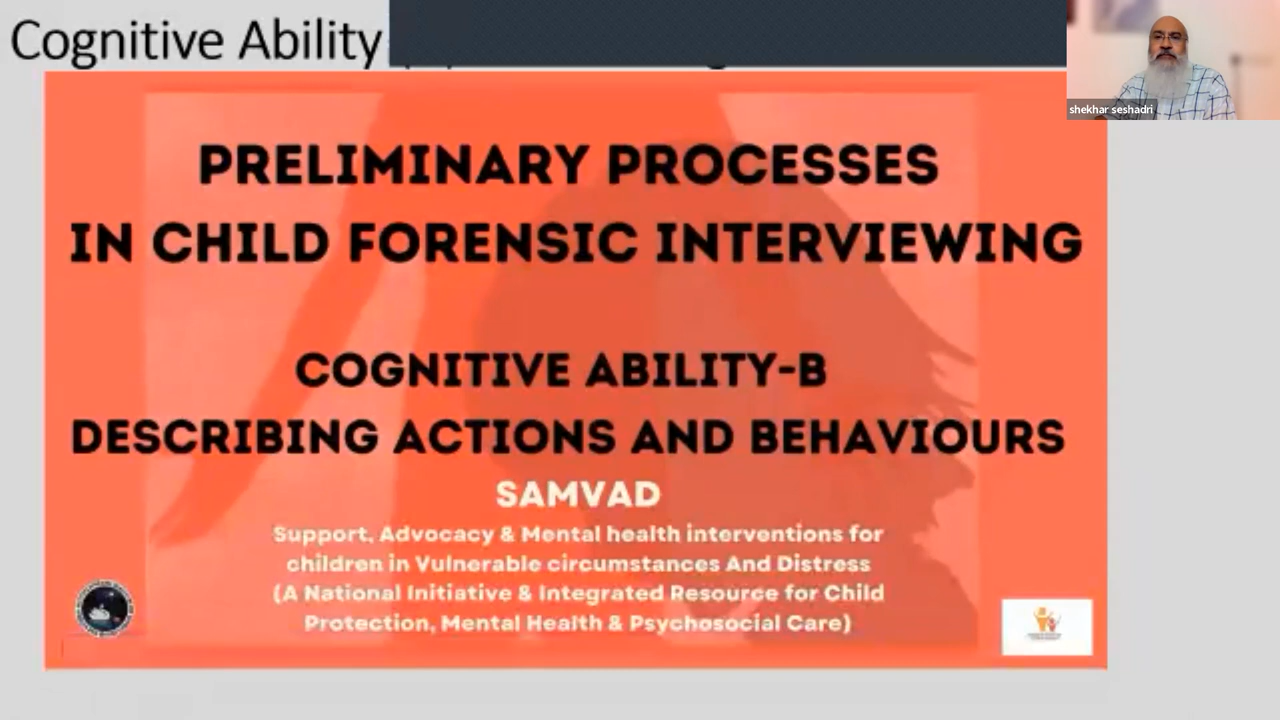 Cognitive Ability
shekhar seshadri
PRELIMINARY PROCESSES
IN CHILD FORENSIC INTERVIEWING
COGNITIVE ABILITY-B
DESCRIBING ACTIONS AND BEHAVIOURS
SAMVAD
Support, Advocacy & Mental health interventions for
children in Vulnerable circumstances And Distress
(A National Initiative & Integrated Resource for Child
Protection, Mental Health & Psychosocial Care)